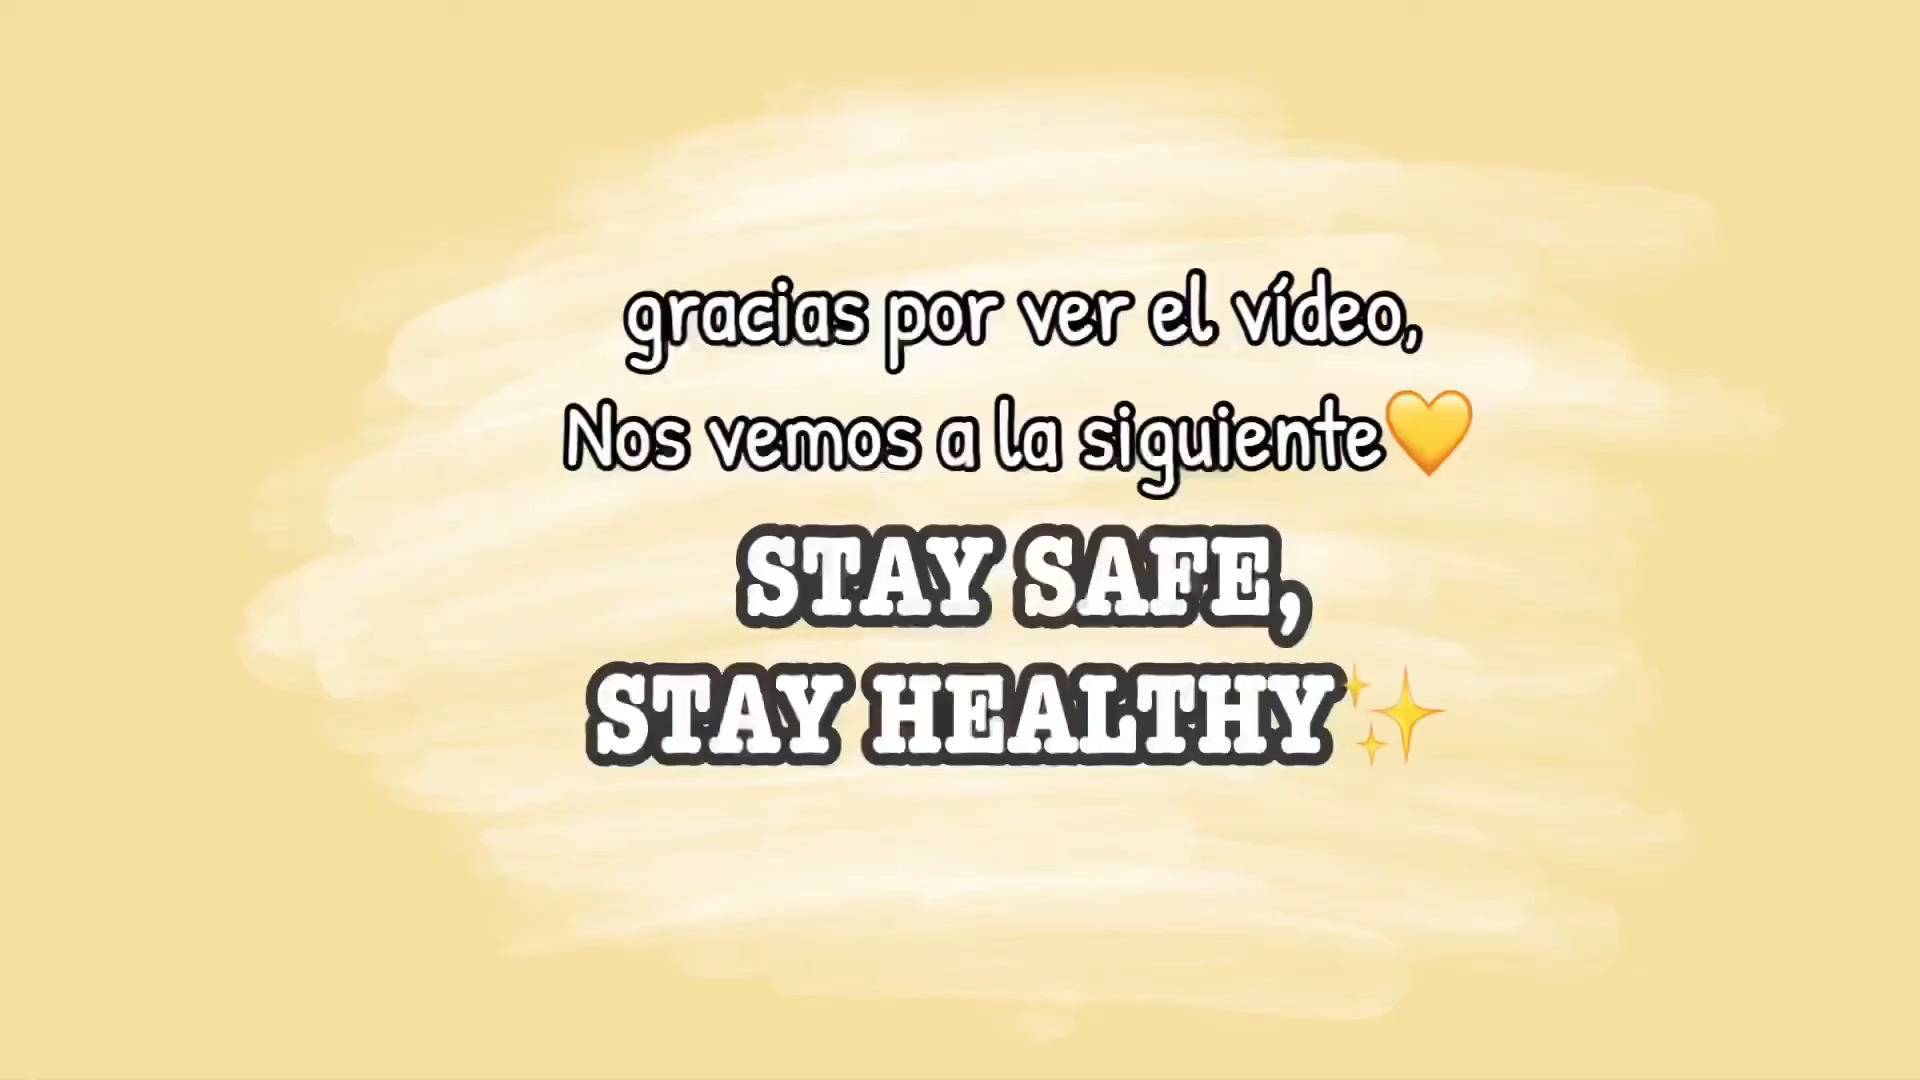 gracias por ver el vídeo,
Nos vemos a la siguiente💛
STAY SAFE,
STAY HEALTHY✨